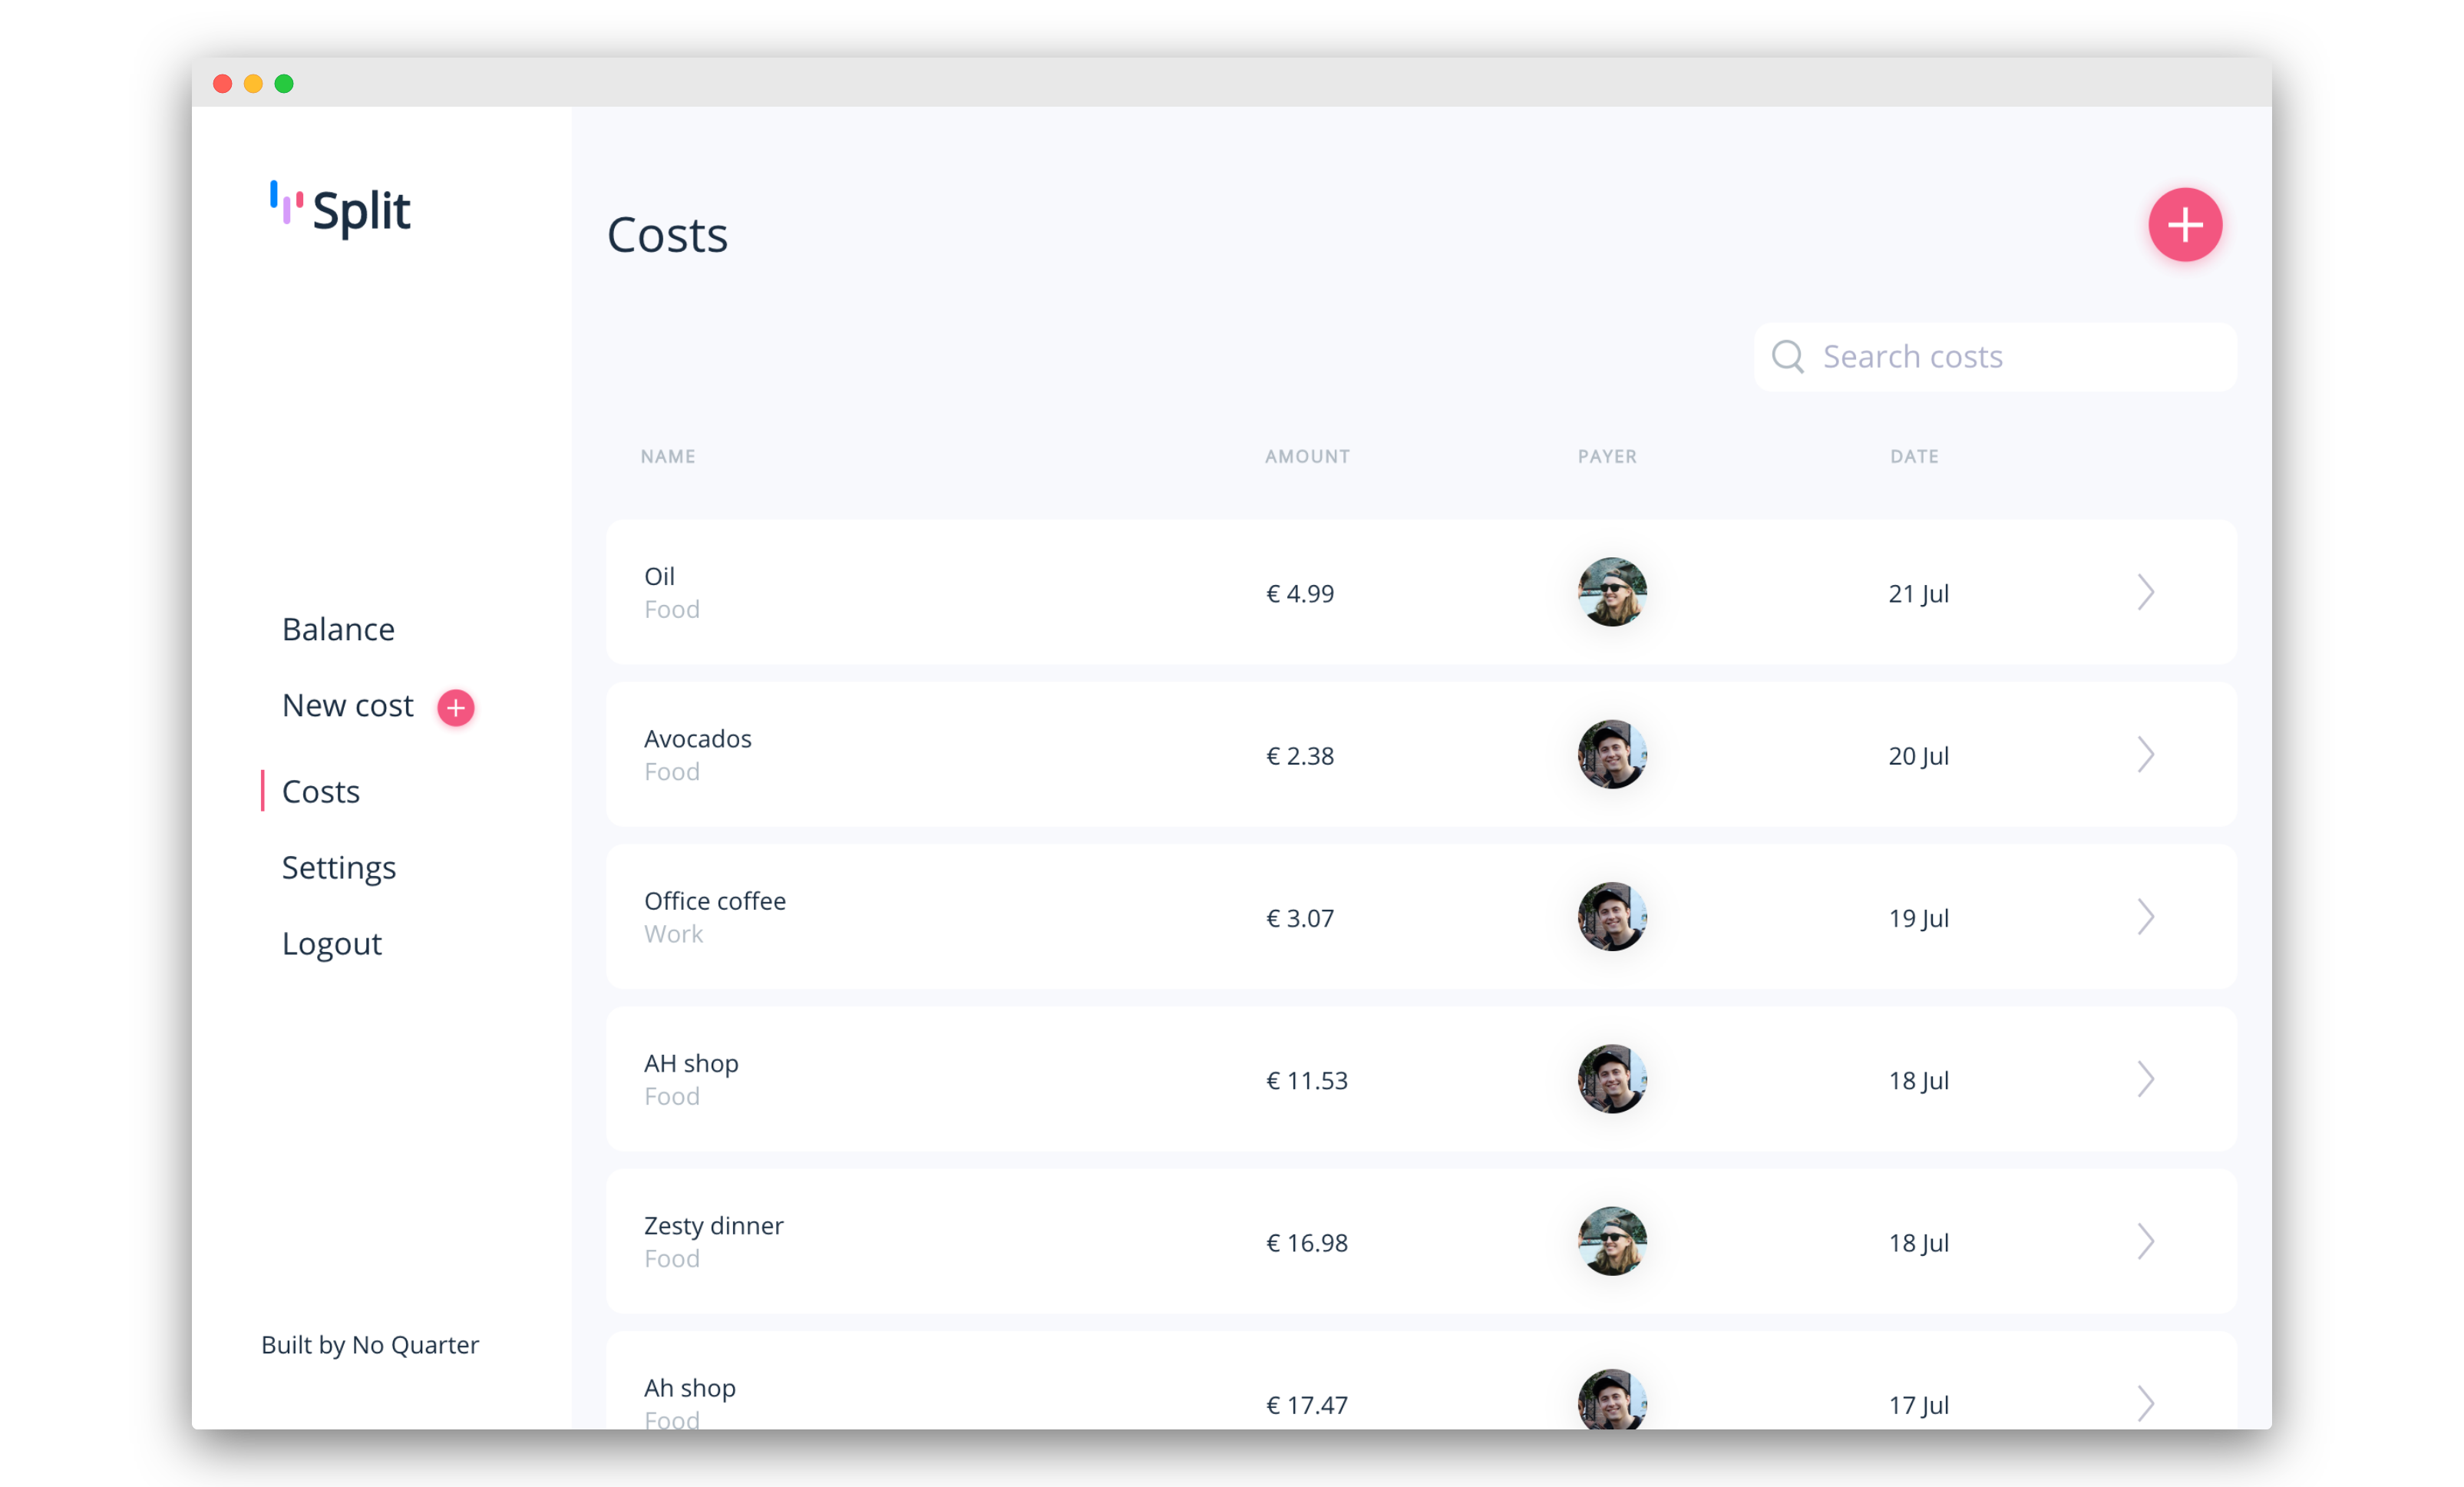 Split
Costs
Search costs
NAME AMOUNT PAYER DATE
Oil
Food
€ 4.99 21 Jul
Balance
New cost
Avocados
Food
€ 2.38 20 Jul
Costs
Settings
Office coffee
Work
€ 3.07 19 Jul
Logout
AH shop
Food
€ 11.53 18 Jul
Zesty dinner
Food
€ 16.98 18 Jul
Built by No Quarter
Ah shop
Food
€ 17.47 17 Jul